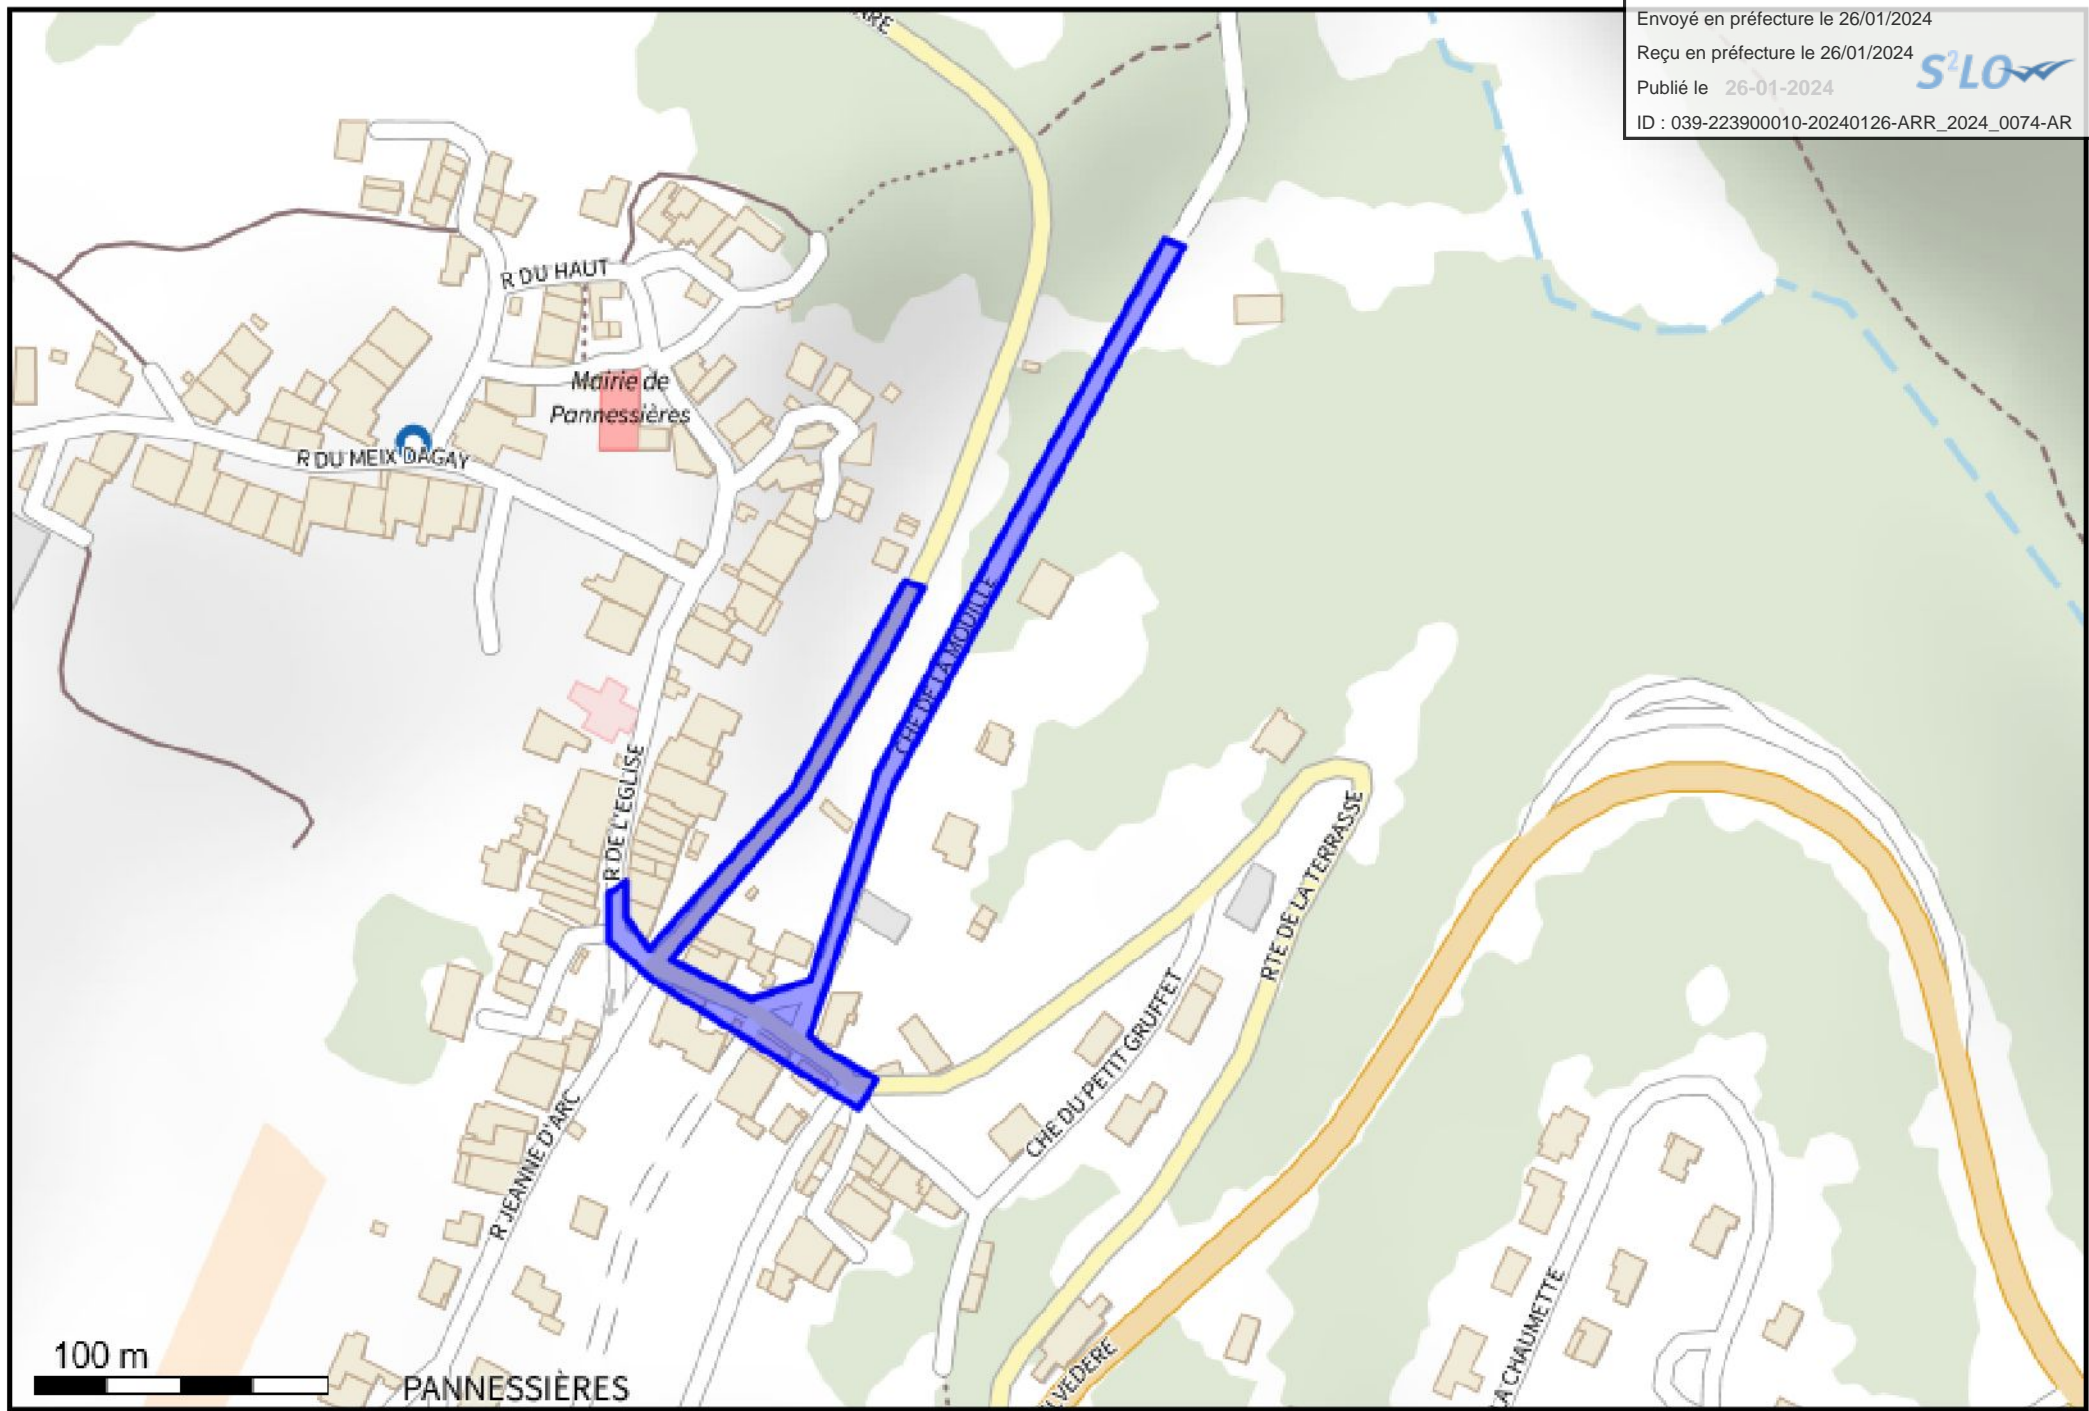 Envoyé en préfecture le 26/01/2024
Reçu en préfecture le 26/01/2024
S²LO
Publié le 26-01-2024
ID : 039-223900010-20240126-ARR_2024_0074-AR
R DU HAUT
Mairie de
Pannessières
R DU MEIX DAGAY
CHE DE LA MODILLE
R DE L'EGLISE
RTE DE LA TERRASSE
CHE DU PETIT GRUFFET
R JEANNE D'ARC
LA CHAUMETTE
100 m
PANNESSIÈRES